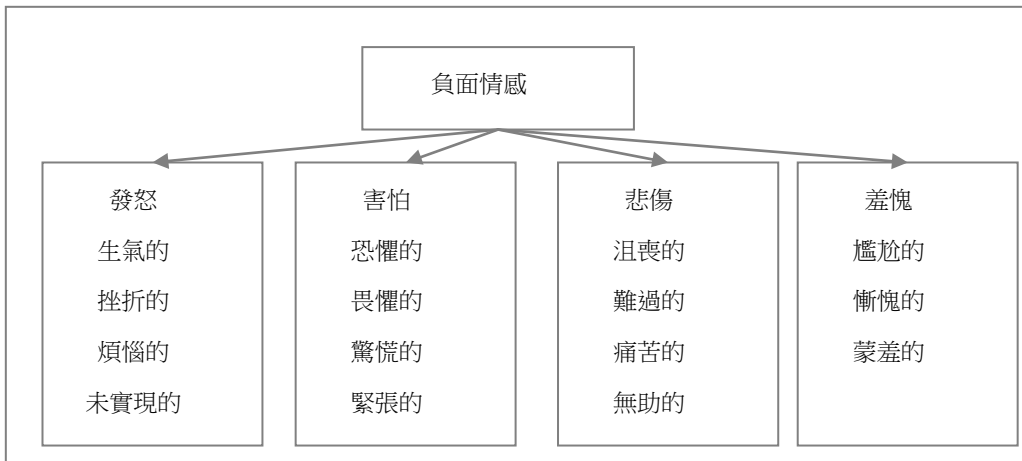 負面情感
發怒
生氣的
挫折的
煩惱的
未實現的
害怕
恐懼的
畏懼的
驚慌的
緊張的
悲傷
沮喪的
難過的
痛苦的
無助的
羞愧
尷尬的
慚愧的
蒙羞的